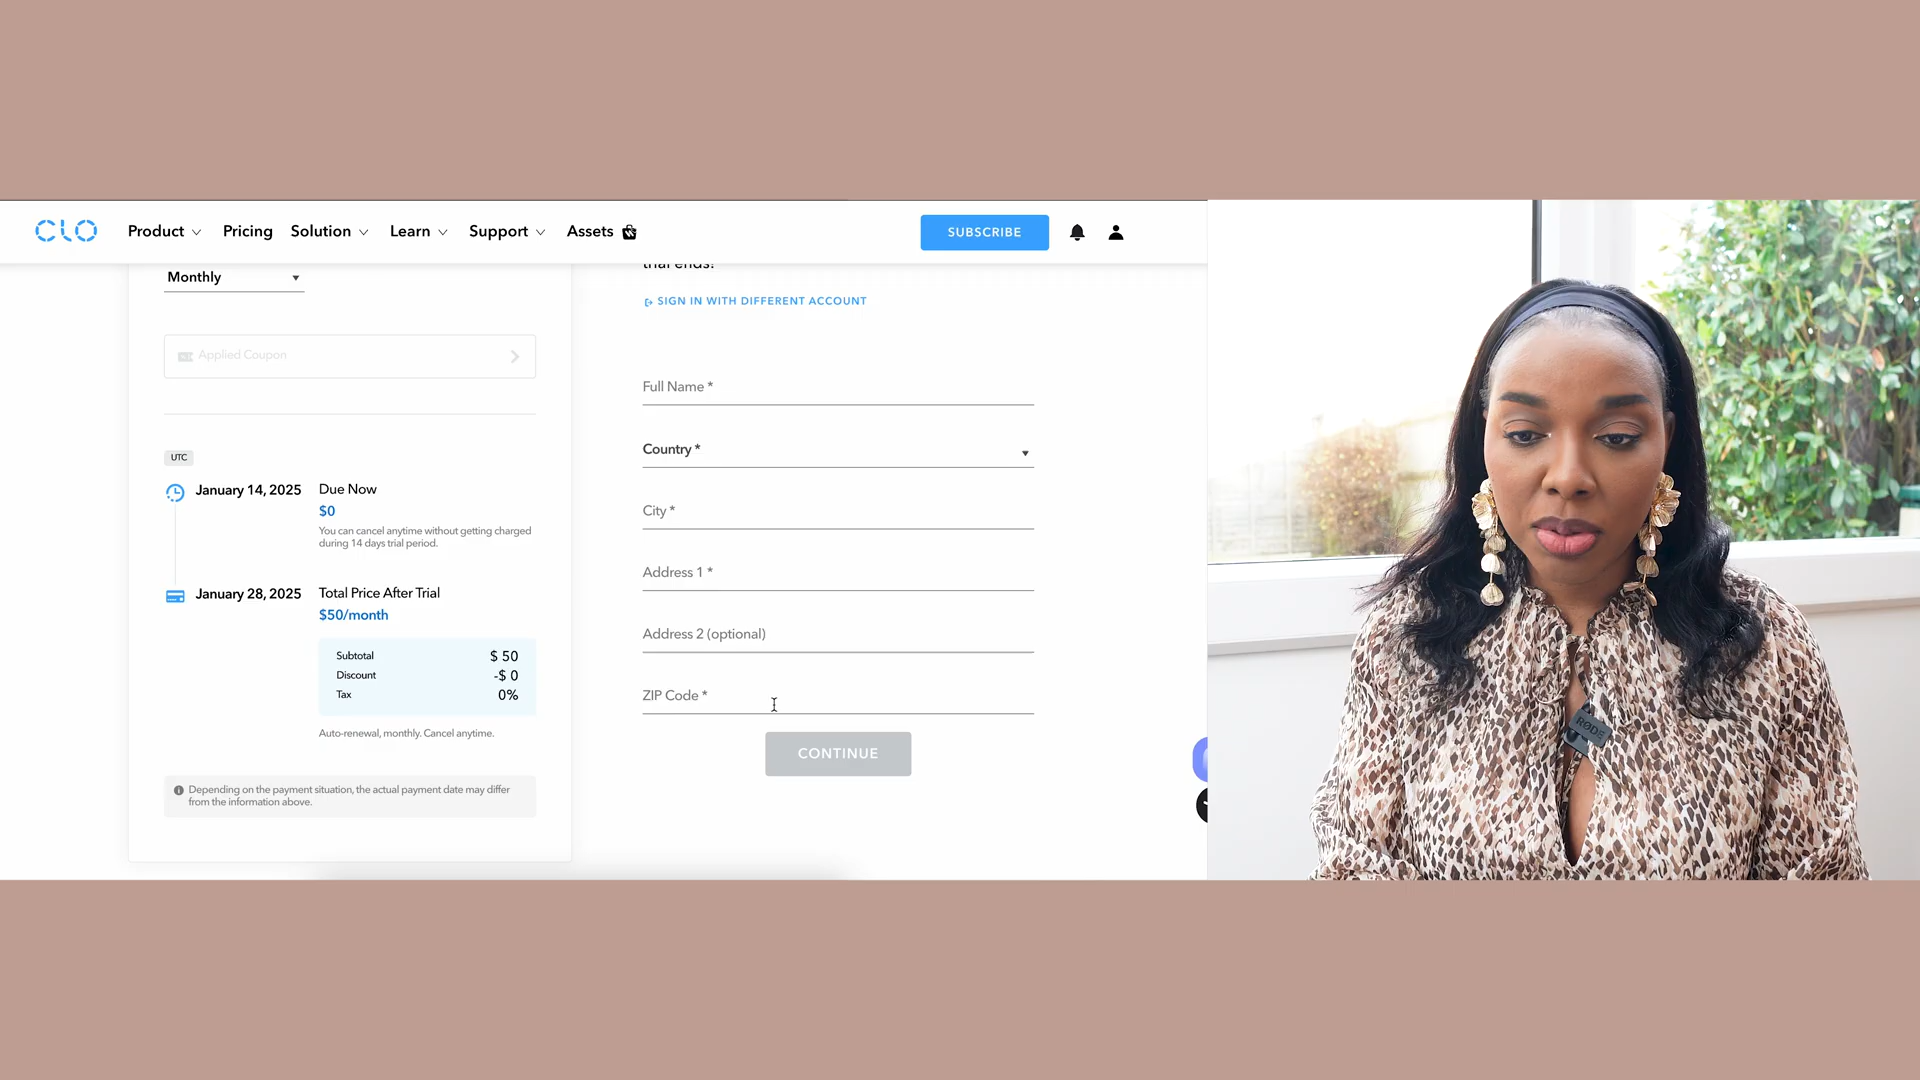 CLO
Product
Pricing
Solution
Learn
Support
Assets
SUBSCRIBE
Monthly
Applied Coupon
UTC
January 14, 2025
Due Now
$0
You can cancel anytime without getting charged
during 14 days trial period.
January 28, 2025
Total Price After Trial
$50/month
Subtotal $ 50
Discount -$ 0
Tax 0%
Auto-renewal, monthly. Cancel anytime.
Depending on the payment situation, the actual payment date may differ
from the information above.
trial ends!
SIGN IN WITH DIFFERENT ACCOUNT
Full Name *
Country *
City *
Address 1 *
Address 2 (optional)
ZIP Code *
CONTINUE
RØDE